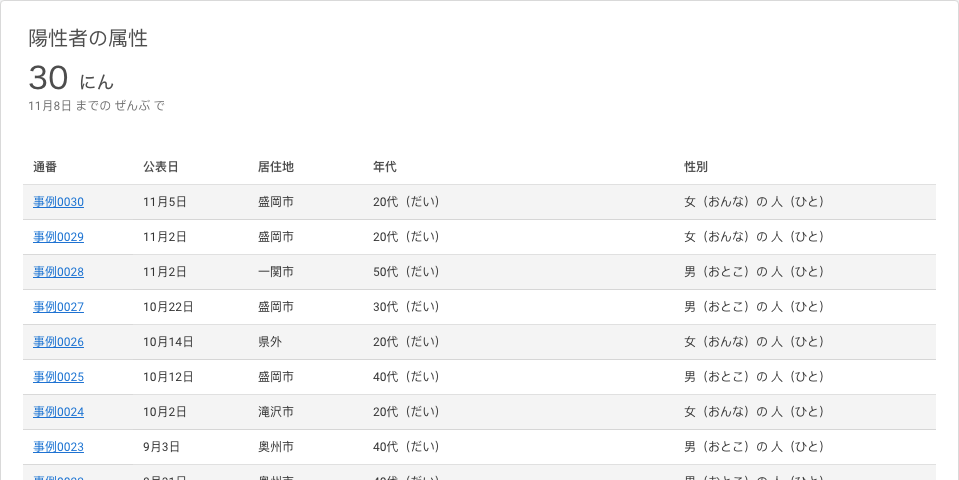 陽性者の属性
30 にん
11月8日 までの ぜんぶ で
通番 公表日 居住地 年代 性別
事例0030 11月5日 盛岡市 20代（だい） 女（おんな）の 人（ひと）
事例0029 11月2日 盛岡市 20代（だい） 女（おんな）の 人（ひと）
事例0028 11月2日 一関市 50代（だい） 男（おとこ）の 人（ひと）
事例0027 10月22日 盛岡市 30代（だい） 男（おとこ）の 人（ひと）
事例0026 10月14日 県外 20代（だい） 女（おんな）の 人（ひと）
事例0025 10月12日 盛岡市 40代（だい） 男（おとこ）の 人（ひと）
事例0024 10月2日 滝沢市 20代（だい） 女（おんな）の 人（ひと）
事例0023 9月3日 奥州市 40代（だい） 男（おとこ）の 人（ひと）